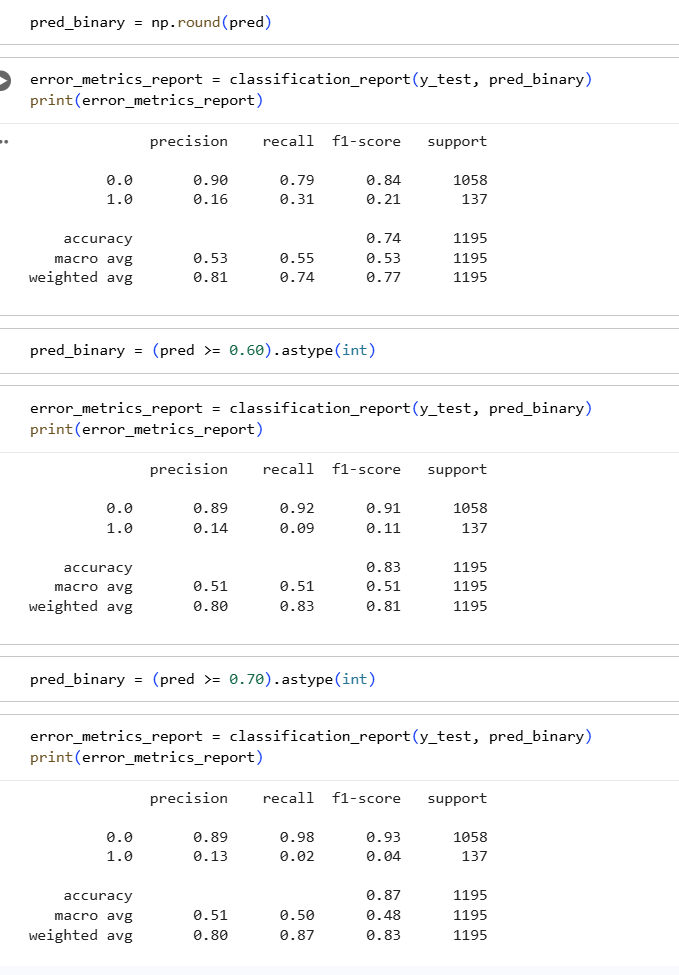 pred_binary = np.round(pred)
error_metrics_report = classification_report(y_test, pred_binary)
print(error_metrics_report)
precision recall f1-score support
0.0 0.90 0.79 0.84 1058
1.0 0.16 0.31 0.21 137
accuracy 0.74 1195
macro avg 0.53 0.55 0.53 1195
weighted avg 0.81 0.74 0.77 1195
pred_binary = (pred >= 0.60).astype(int)
error_metrics_report = classification_report(y_test, pred_binary)
print(error_metrics_report)
precision recall f1-score support
0.0 0.89 0.92 0.91 1058
1.0 0.14 0.09 0.11 137
accuracy 0.83 1195
macro avg 0.51 0.51 0.51 1195
weighted avg 0.80 0.83 0.81 1195
pred_binary = (pred >= 0.70).astype(int)
error_metrics_report = classification_report(y_test, pred_binary)
print(error_metrics_report)
precision recall f1-score support
0.0 0.89 0.98 0.93 1058
1.0 0.13 0.02 0.04 137
accuracy 0.87 1195
macro avg 0.51 0.50 0.48 1195
weighted avg 0.80 0.87 0.83 1195